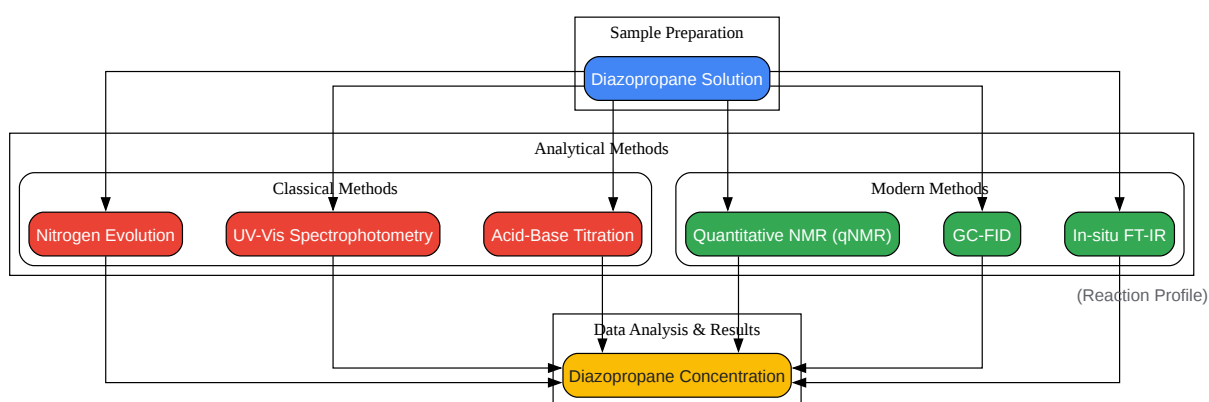 Sample Preparation
Diazopropane Solution
Analytical Methods
Classical Methods
Modern Methods
Nitrogen Evolution
UV-Vis Spectrophotometry
Acid-Base Titration
Quantitative NMR (qNMR)
GC-FID
In-situ FT-IR
(Reaction Profile)
Data Analysis & Results
Diazopropane Concentration